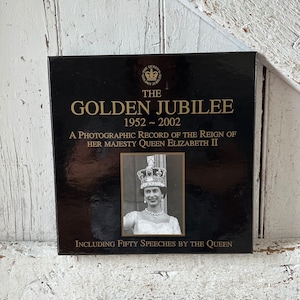 THE
GOLDEN JUBILEE
1952 ~ 2002
A PHOTOGRAPHIC RECORD OF THE REIGN OF
HER MAJESTY QUEEN ELIZABETH II
INCLUDING FIFTY SPEECHES BY THE QUEEN